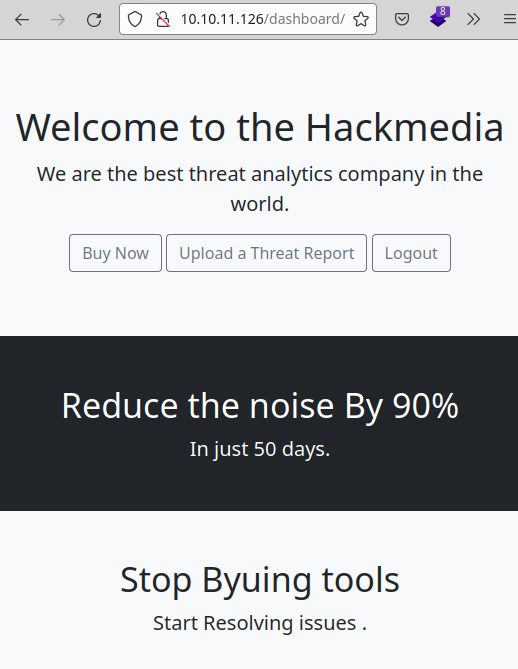 10.10.11.126/dashboard/
8
Welcome to the Hackmedia
We are the best threat analytics company in the
world.
Buy Now Upload a Threat Report Logout
Reduce the noise By 90%
In just 50 days.
Stop Byuing tools
Start Resolving issues .